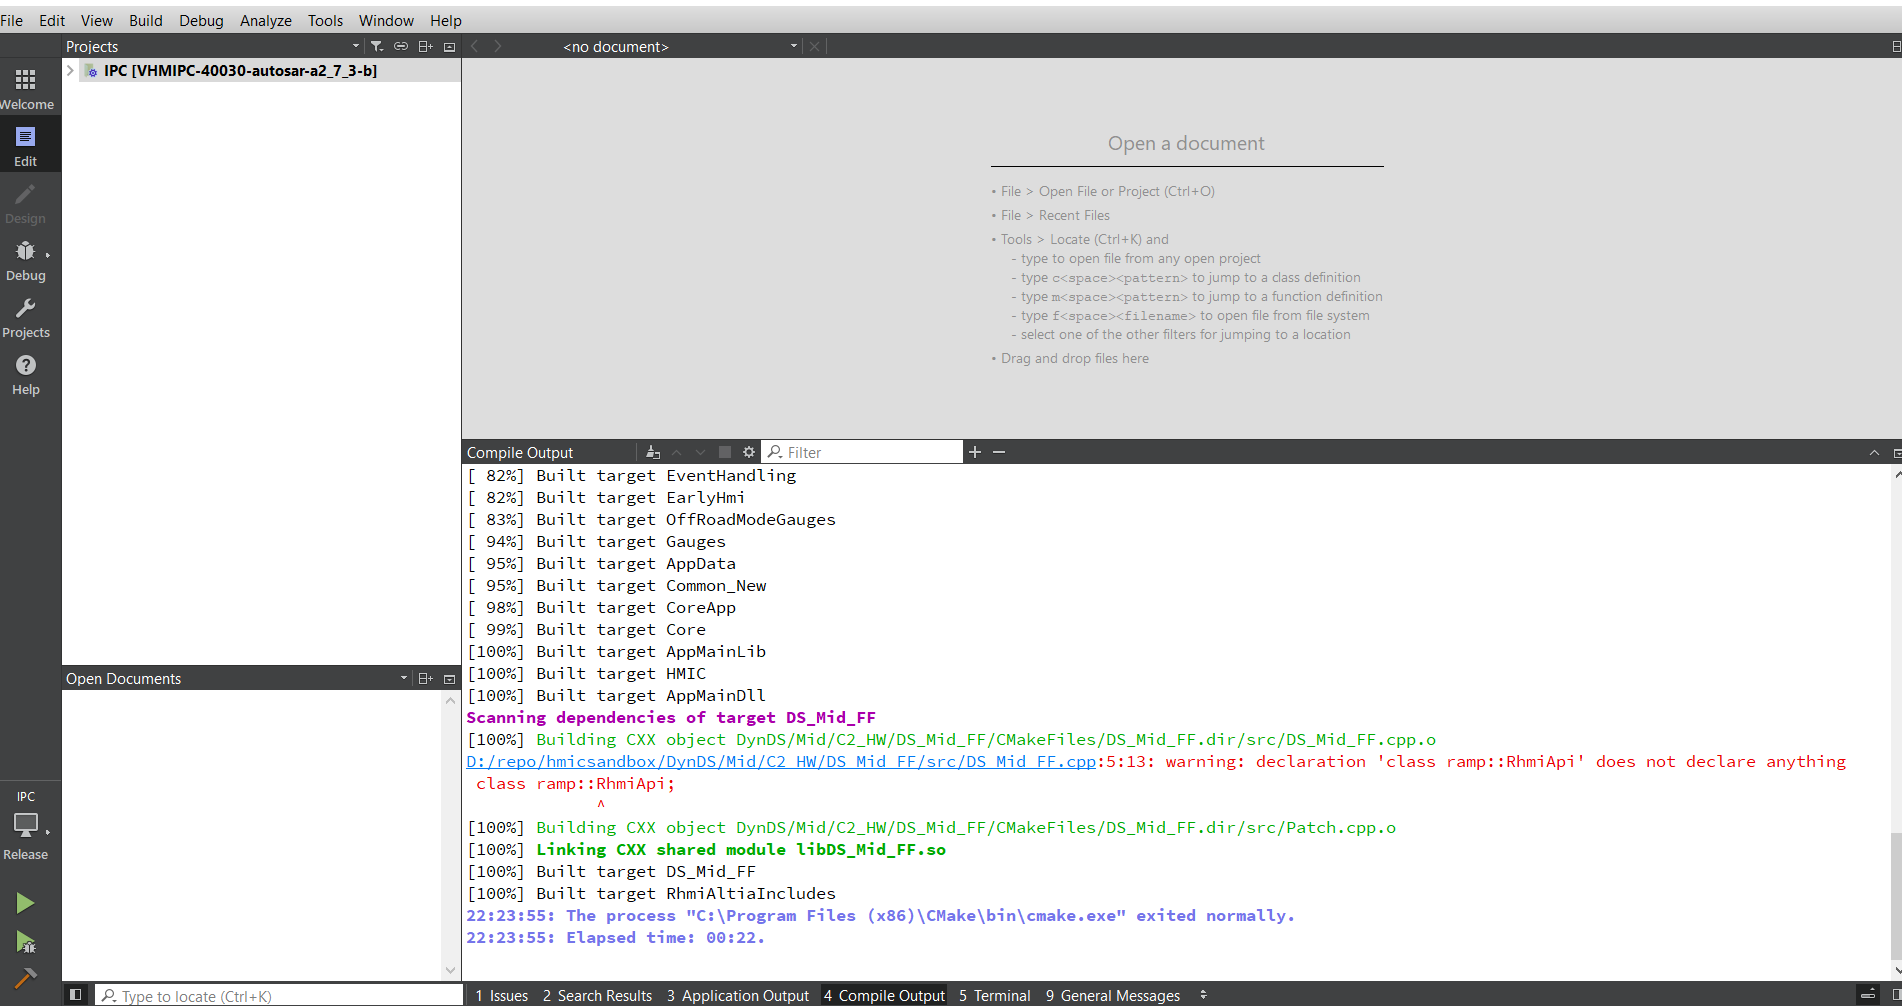 File Edit View Build Debug Analyze Tools Window Help
Projects
<no document>
IPC [VHMIPC-40030-autosar-a2_7_3-b]
Welcome
Edit
Design
Debug
Projects
Help
Open a document
• File > Open File or Project (Ctrl+O)
• File > Recent Files
• Tools > Locate (Ctrl+K) and
- type to open file from any open project
- type c<space><pattern> to jump to a class definition
- type m<space><pattern> to jump to a function definition
- type f<space><filename> to open file from file system
- select one of the other filters for jumping to a location
• Drag and drop files here
Compile Output
Filter
[ 82%] Built target EventHandling
[ 82%] Built target EarlyHmi
[ 83%] Built target OffRoadModeGauges
[ 94%] Built target Gauges
[ 95%] Built target AppData
[ 95%] Built target Common_New
[ 98%] Built target CoreApp
[ 99%] Built target Core
[100%] Built target AppMainLib
[100%] Built target HMIC
[100%] Built target AppMainDll
Scanning dependencies of target DS_Mid_FF
[100%] Building CXX object DynDS/Mid/C2_HW/DS_Mid_FF/CMakeFiles/DS_Mid_FF.dir/src/DS_Mid_FF.cpp.o
D:/repo/hmicsandbox/DynDS/Mid/C2_HW/DS_Mid_FF/src/DS_Mid_FF.cpp:5:13: warning: declaration 'class ramp::RhmiApi' does not declare anything
class ramp::RhmiApi;
^
[100%] Building CXX object DynDS/Mid/C2_HW/DS_Mid_FF/CMakeFiles/DS_Mid_FF.dir/src/Patch.cpp.o
[100%] Linking CXX shared module libDS_Mid_FF.so
[100%] Built target DS_Mid_FF
[100%] Built target RhmiAltiaIncludes
22:23:55: The process "C:\Program Files (x86)\CMake\bin\cmake.exe" exited normally.
22:23:55: Elapsed time: 00:22.
Open Documents
IPC
Release
Type to locate (Ctrl+K)
1 Issues 2 Search Results 3 Application Output 4 Compile Output 5 Terminal 9 General Messages